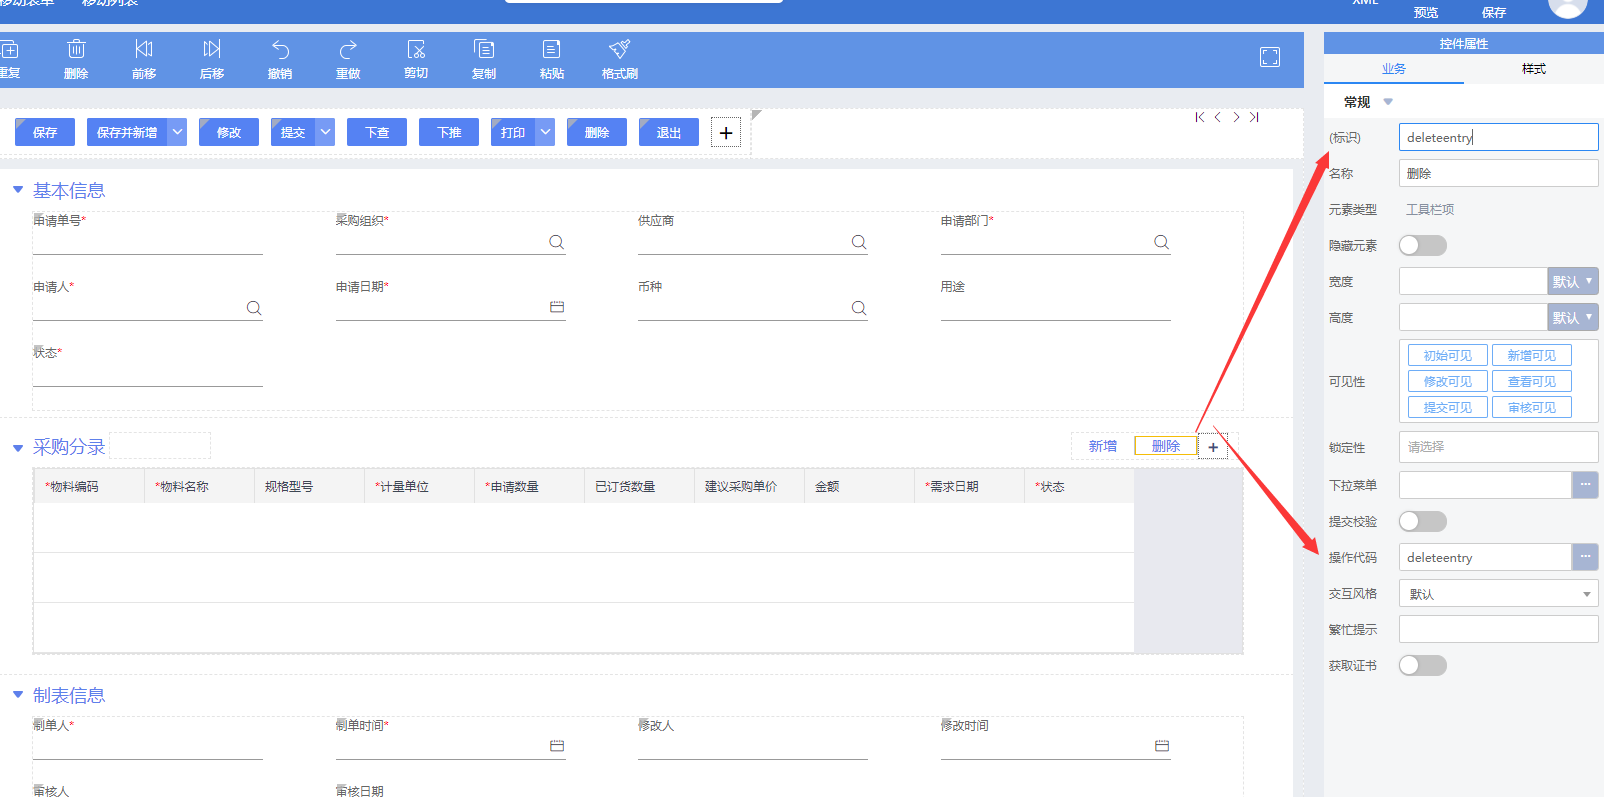 移动表单 移动列表
XML
预览 保存
重复 删除 前移 后移 撤销 重做 剪切 复制 粘贴 格式刷
控件属性
业务 样式
常规
保存 保存并新增 修改 提交 下查 下推 打印 删除 退出 +
(标识) deleteentry
名称 删除
元素类型 工具栏项
隐藏元素
宽度 默认
高度 默认
可见性 初始可见 新增可见
修改可见 查看可见
提交可见 审核可见
锁定性 请选择
下拉菜单 ...
提交校验
操作代码 deleteentry ...
交互风格 默认
繁忙提示
获取证书
基本信息
申请单号* 采购组织* 供应商 申请部门*
申请人* 申请日期* 币种 用途
状态*
采购分录 新增 删除 +
*物料编码 *物料名称 规格型号 *计量单位 *申请数量 已订货数量 建议采购单价 金额 *需求日期 *状态
制表信息
制单人* 制单时间* 修改人 修改时间
审核人 审核日期